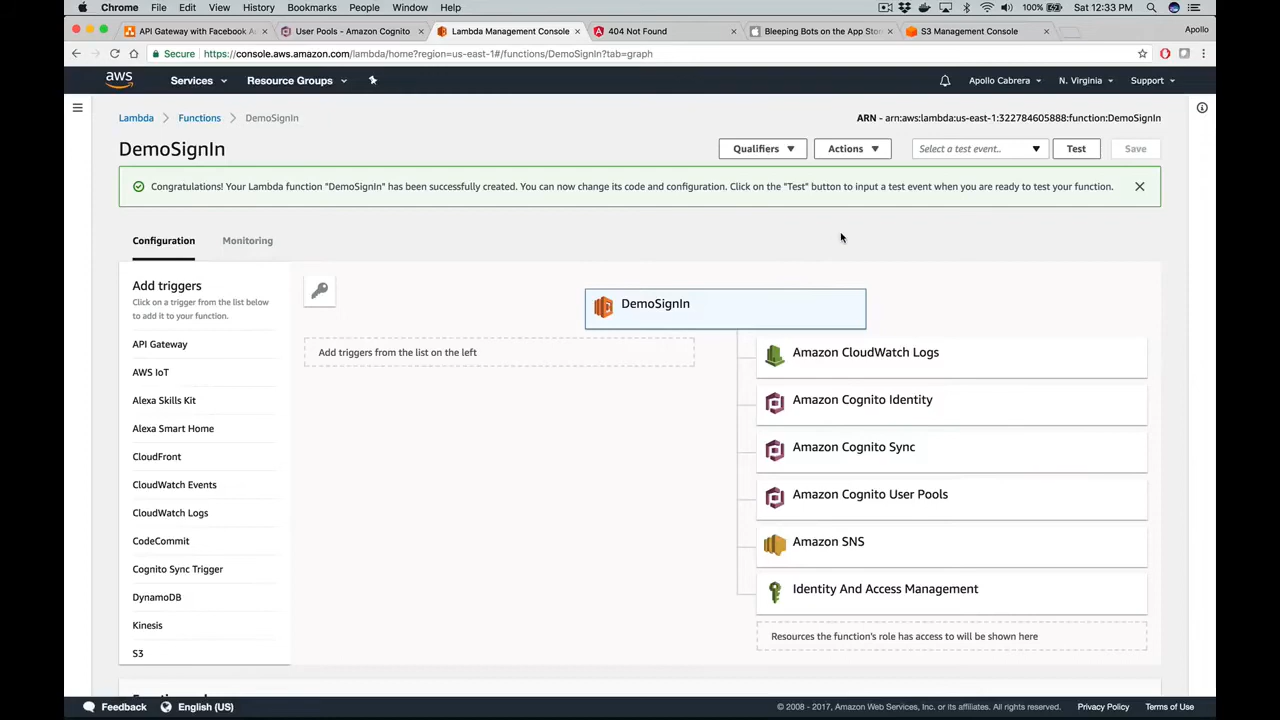 Chrome File Edit View History Bookmarks People Window Help 100% Sat 12:33 PM
API Gateway with Facebook A
User Pools - Amazon Cognito
Lambda Management Console
404 Not Found
Bleeping Bots on the App Stor
S3 Management Console
Apollo
Secure https://console.aws.amazon.com/lambda/home?region=us-east-1#/functions/DemoSignIn?tab=graph
aws Services Resource Groups Apollo Cabrera N. Virginia Support
Lambda Functions DemoSignIn ARN - arn:aws:lambda:us-east-1:322784605888:function:DemoSignIn
DemoSignIn Qualifiers Actions Select a test event.. Test Save
Congratulations! Your Lambda function "DemoSignIn" has been successfully created. You can now change its code and configuration. Click on the "Test" button to input a test event when you are ready to test your function.
Configuration Monitoring
Add triggers
Click on a trigger from the list below
to add it to your function.
API Gateway
AWS IoT
Alexa Skills Kit
Alexa Smart Home
CloudFront
CloudWatch Events
CloudWatch Logs
CodeCommit
Cognito Sync Trigger
DynamoDB
Kinesis
S3
DemoSignIn
Add triggers from the list on the left
Amazon CloudWatch Logs
Amazon Cognito Identity
Amazon Cognito Sync
Amazon Cognito User Pools
Amazon SNS
Identity And Access Management
Resources the function's role has access to will be shown here
Feedback English (US) © 2008 - 2017, Amazon Web Services, Inc. or its affiliates. All rights reserved. Privacy Policy Terms of Use